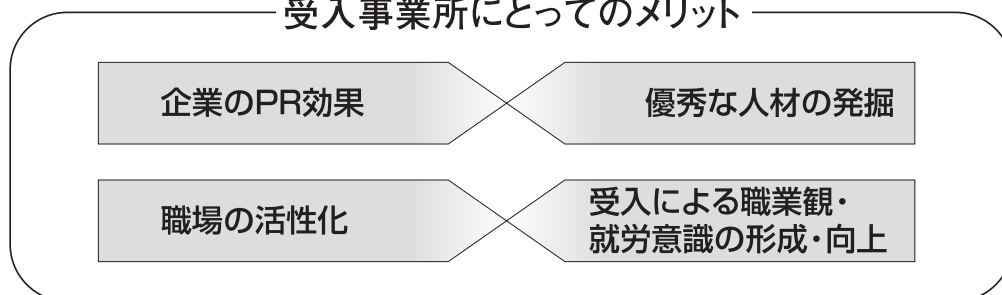 受入事業所にとってのメリット
企業のPR効果
優秀な人材の発掘
職場の活性化
受入による職業観・
就労意識の形成・向上